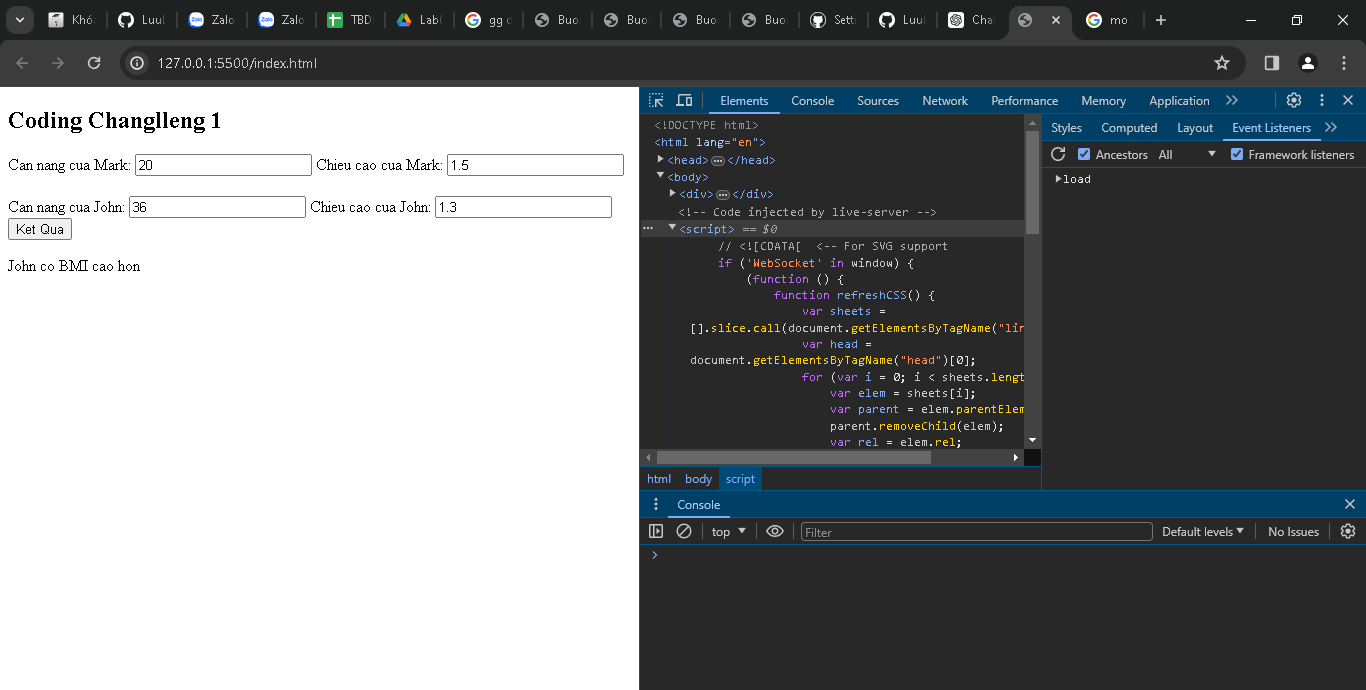 Khó
Luul
Zalo
Zalo
TBD
Lab
gg c
Buo
Buo
Buo
Buo
Setti
Luul
Cha
mo
127.0.0.1:5500/index.html
Coding Changlleng 1
Can nang cua Mark: 20 Chieu cao cua Mark: 1.5
Can nang cua John: 36 Chieu cao cua John: 1.3
Ket Qua
John co BMI cao hon
Elements Console Sources Network Performance Memory Application
<!DOCTYPE html>
<html lang="en">
<head> </head>
<body>
<div> </div>
<!-- Code injected by live-server -->
<script> == $0
// <![CDATA[ <-- For SVG support
if ('WebSocket' in window) {
(function () {
function refreshCSS() {
var sheets =
[].slice.call(document.getElementsByTagName("lin
var head =
document.getElementsByTagName("head")[0];
for (var i = 0; i < sheets.lengt
var elem = sheets[i];
var parent = elem.parentElem
parent.removeChild(elem);
var rel = elem.rel;
html body script
Styles Computed Layout Event Listeners
Ancestors All Framework listeners
load
Console
top Filter Default levels No Issues